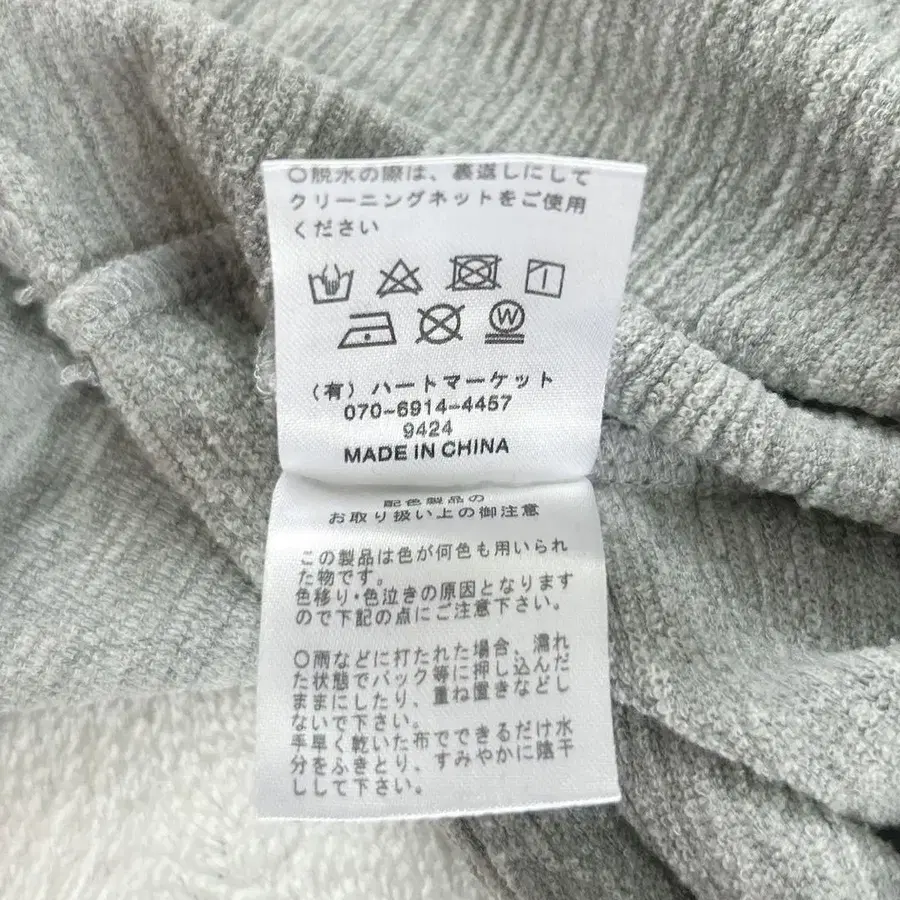 〇脱水の際は、裏返しにして
クリーニングネットをご使用
ください
W
(有)ハートマーケット
070-6914-4457
9424
MADE IN CHINA
配色製品の
お取り扱い上の御注意
この製品は色が何色も用いられ
た物です。
色移り・色泣きの原因となります
ので下記の点にご注意下さい。
〇雨などに打たれた場合、濡れ
た状態でバック等に押し込んだ
ままにしたり、重ね置きなどし
ないで下さい。
手早く乾いた布でできるだけ水
分をふきとり、すみやかに陰干
しして下さい。